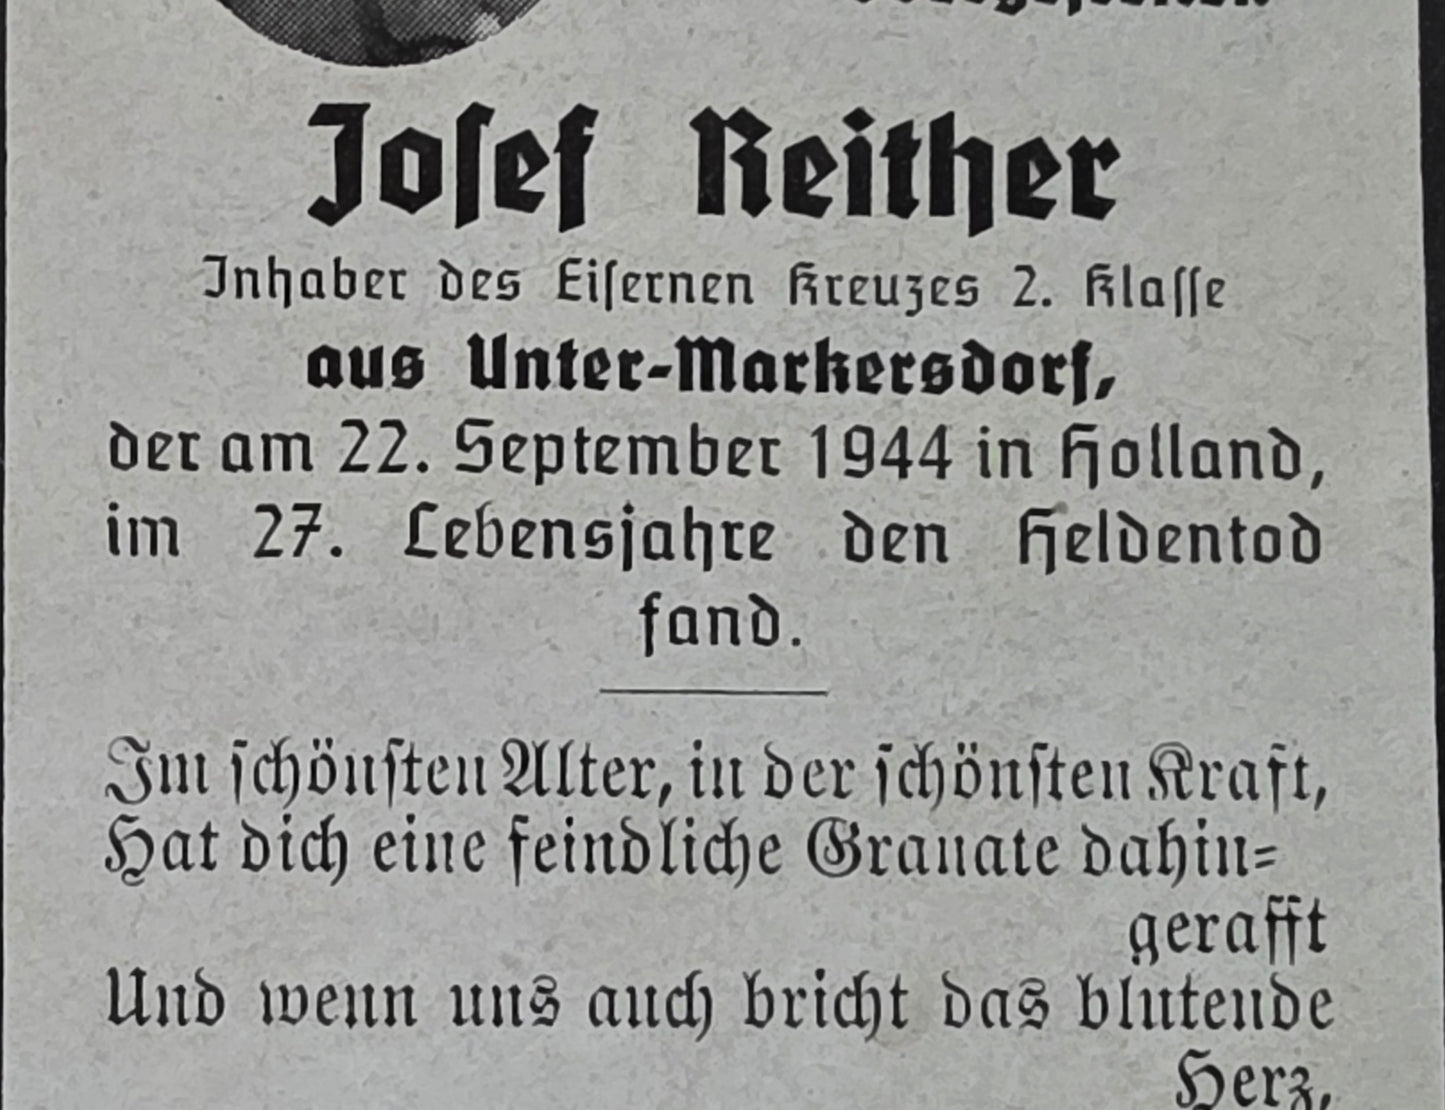 Josef Reither
Inhaber des Eisernen Kreuzes 2. Klasse
aus Unter-Markersdorf,
der am 22. September 1944 in Holland,
im 27. Lebensjahre den Heldentod
fand.
Im schönsten Alter, in der schönsten Kraft,
Hat dich eine feindliche Granate dahin=
gerafft
Und wenn uns auch bricht das blutende
Herz,